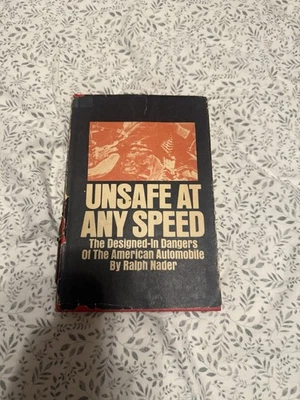 UNSAFE AT
ANY SPEED
The Designed-In Dangers
Of The American Automobile
By Ralph Nader